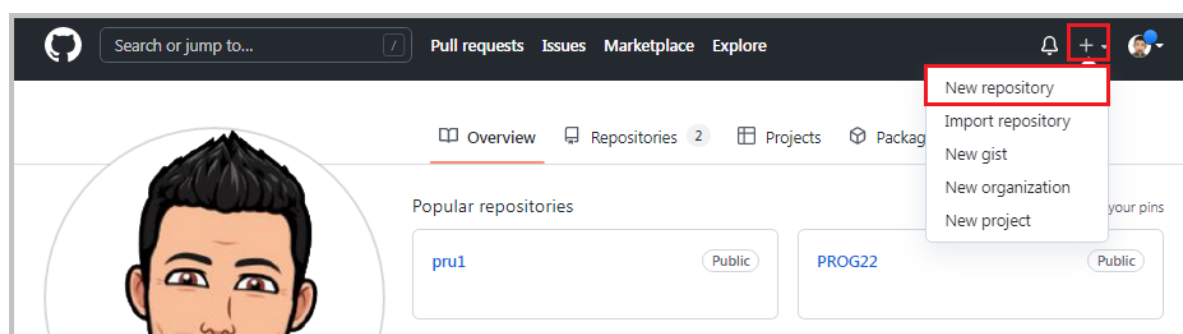 Search or jump to... / Pull requests Issues Marketplace Explore +
New repository
Import repository
New gist
New organization
New project
Overview Repositories 2 Projects Packag
Popular repositories your pins
pru1 Public PROG22 Public